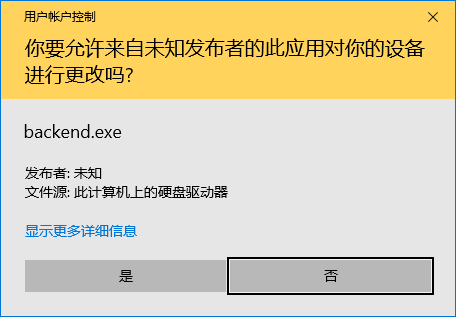 用户帐户控制
你要允许来自未知发布者的此应用对你的设备
进行更改吗?
backend.exe
发布者: 未知
文件源: 此计算机上的硬盘驱动器
显示更多详细信息
是
否